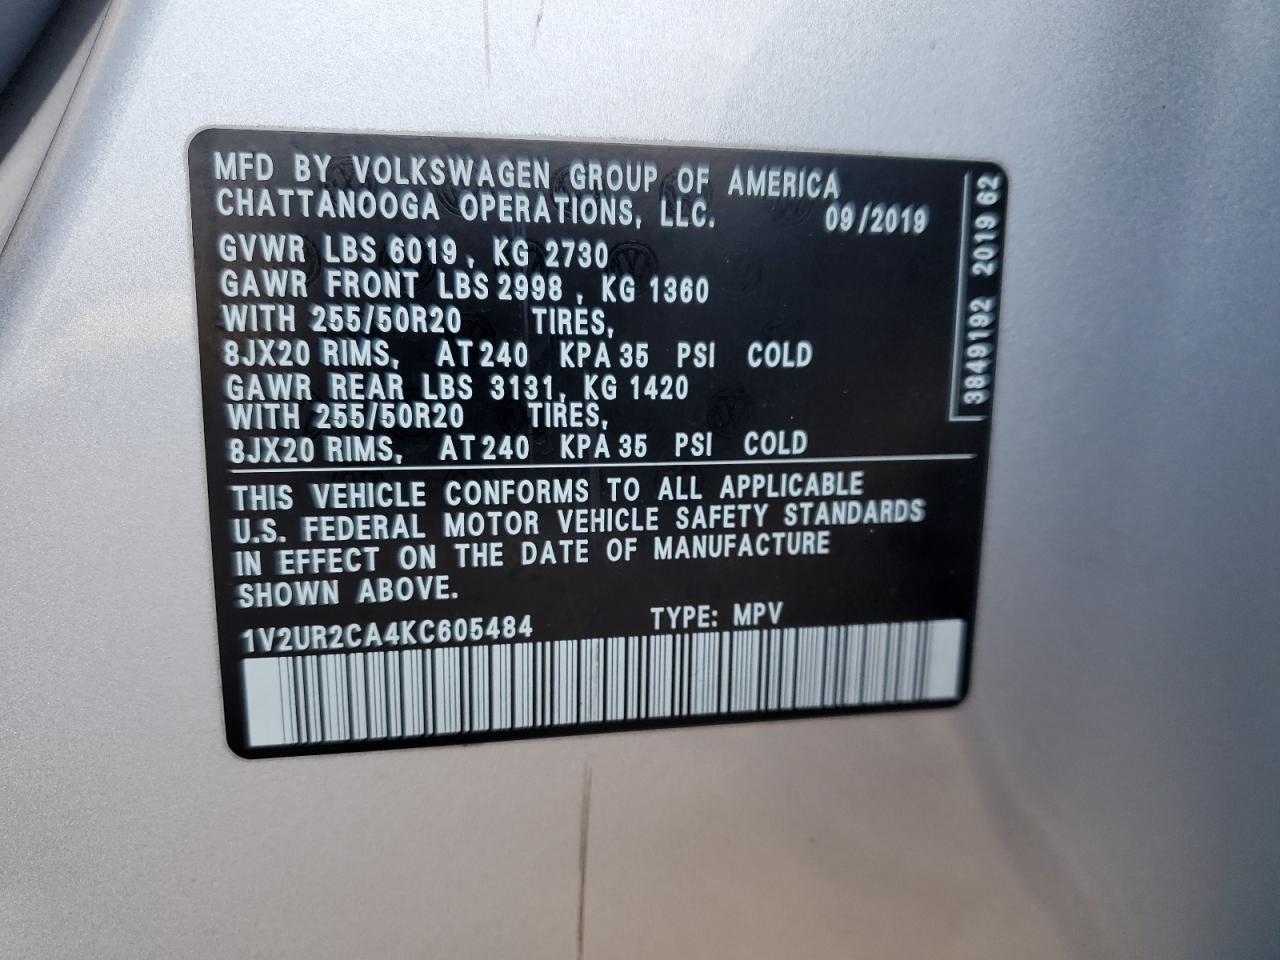 MFD BY VOLKSWAGEN GROUP OF AMERICA
CHATTANOOGA OPERATIONS, LLC. 09/2019
GVWR LBS 6019, KG 2730
GAWR FRONT LBS 2998, KG 1360
WITH 255/50R20 TIRES,
8JX20 RIMS, AT 240 KPA 35 PSI COLD
GAWR REAR LBS 3131, KG 1420
WITH 255/50R20 TIRES,
8JX20 RIMS, AT 240 KPA 35 PSI COLD
THIS VEHICLE CONFORMS TO ALL APPLICABLE
U.S. FEDERAL MOTOR VEHICLE SAFETY STANDARDS
IN EFFECT ON THE DATE OF MANUFACTURE
SHOWN ABOVE.
1V2UR2CA4KC605484 TYPE: MPV
3849192 2019 62